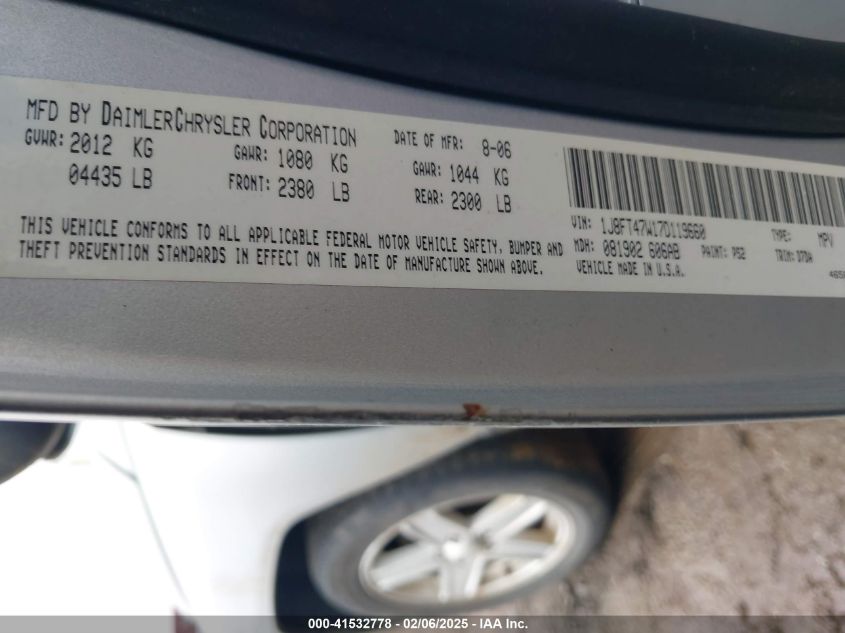 MFD BY DAIMLERCHRYSLER CORPORATION DATE OF MFR: 8-06
GVWR: 2012 KG GAWR: 1080 KG GAWR: 1044 KG
04435 LB FRONT: 2380 LB REAR: 2300 LB
THIS VEHICLE CONFORMS TO ALL APPLICABLE FEDERAL MOTOR VEHICLE SAFETY, BUMPER AND
THEFT PREVENTION STANDARDS IN EFFECT ON THE DATE OF MANUFACTURE SHOWN ABOVE.
VIN: 1J8FT47W17D119660 TYPE: MPV
MDH: 081902 606AB PAINT: PS2 TRIM: D7DA
VEHICLE MADE IN U.S.A.
000-41532778 - 02/06/2025 - IAA Inc.